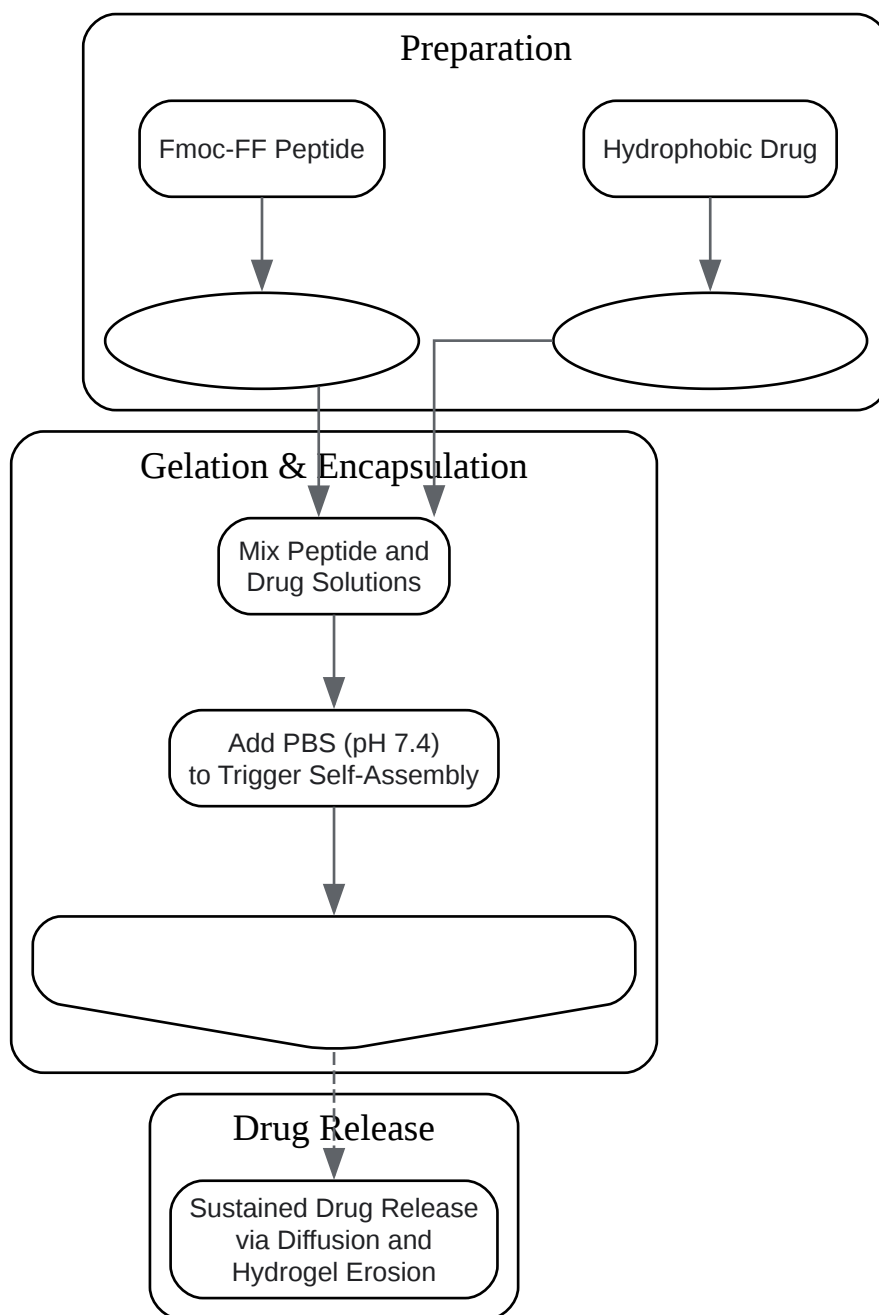 Preparation
Fmoc-FF Peptide
Hydrophobic Drug
Gelation & Encapsulation
Mix Peptide and
Drug Solutions
Add PBS (pH 7.4)
to Trigger Self-Assembly
Drug Release
Sustained Drug Release
via Diffusion and
Hydrogel Erosion